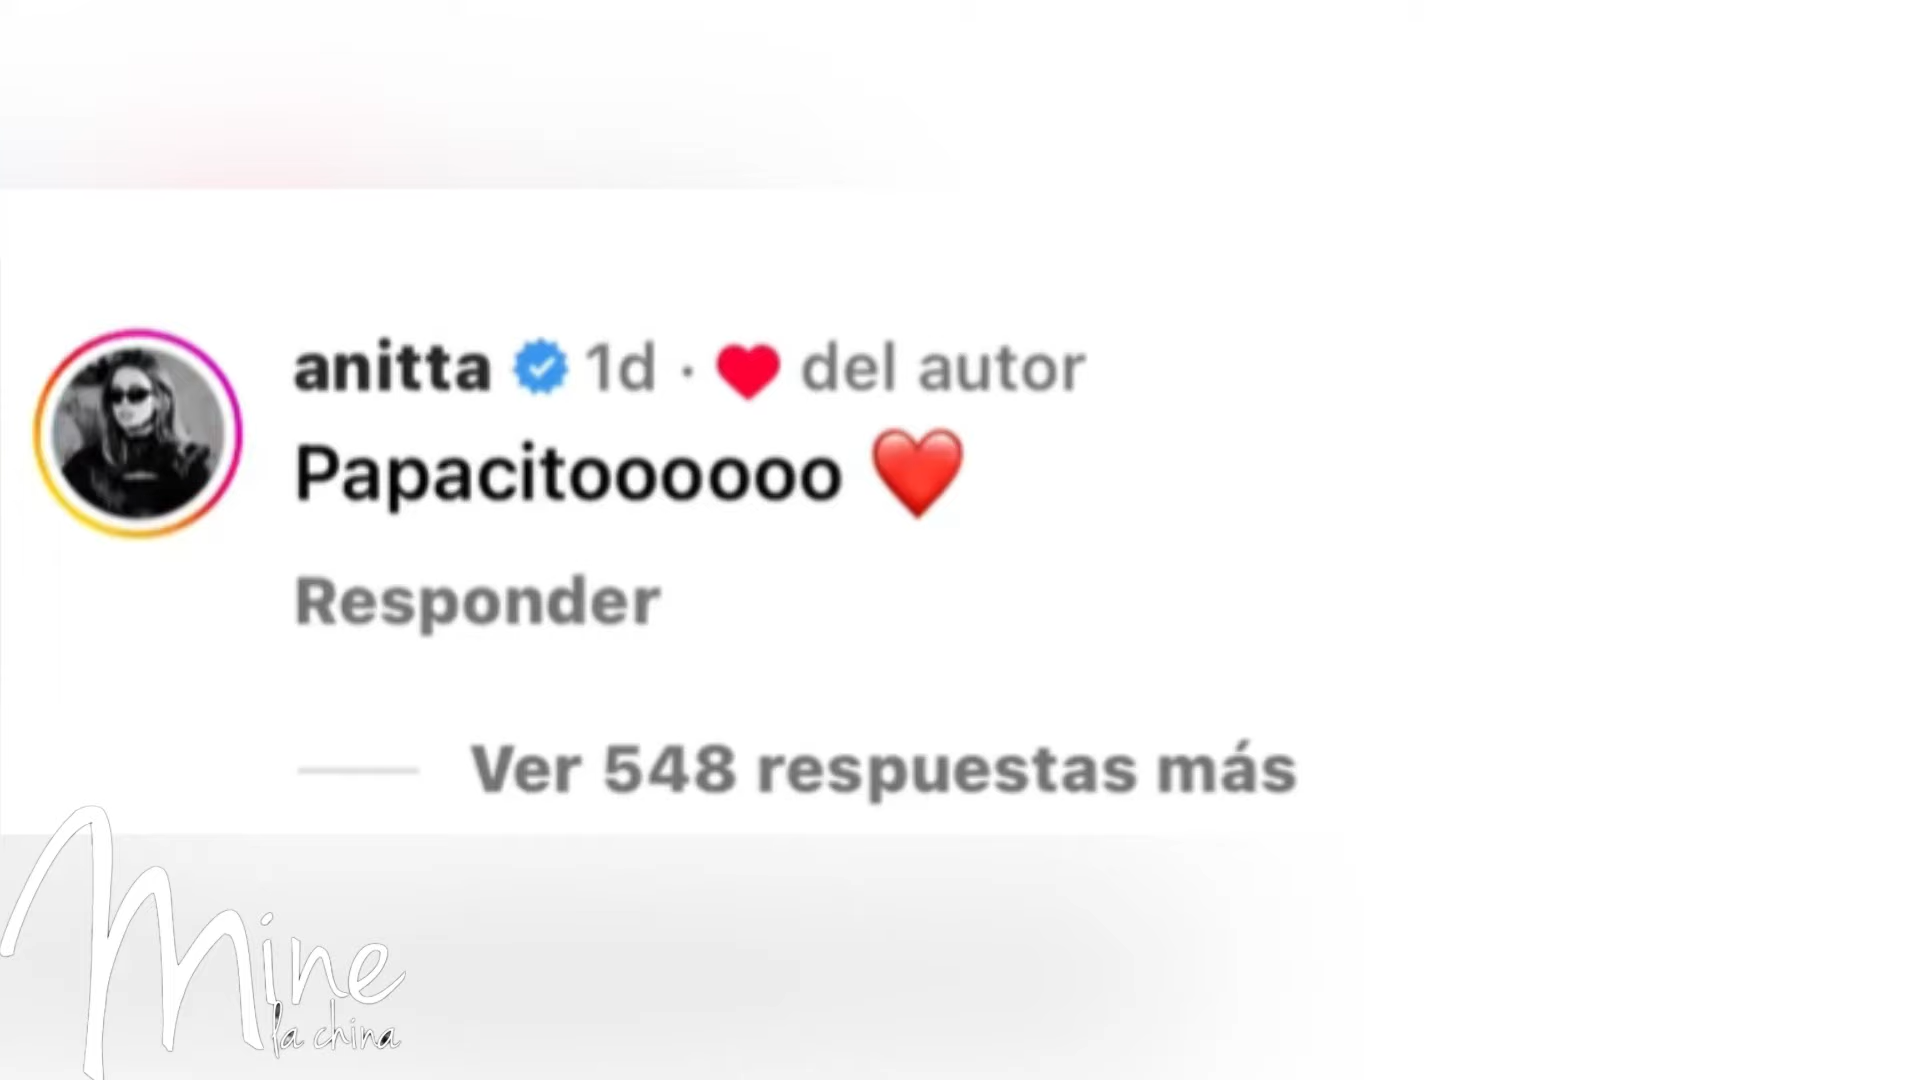 anitta 1d · ❤ del autor
Papacitoooooo ❤️
Responder
Ver 548 respuestas más
Mine
la china